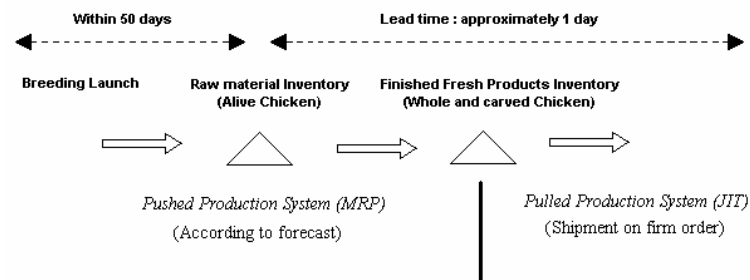 Within 50 days
Lead time : approximately 1 day
Breeding Launch
Raw material Inventory
(Alive Chicken)
Finished Fresh Products Inventory
(Whole and carved Chicken)
Pushed Production System (MRP)
(According to forecast)
Pulled Production System (JIT)
(Shipment on firm order)